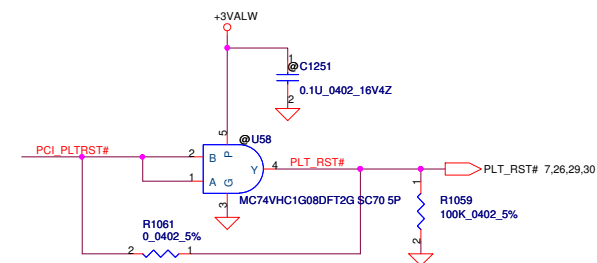 +3VALW
1
@C1251
0.1U_0402_16V4Z
2
5
@U58
PCI_PLTRST#
2
B
P
Y
4
PLT_RST#
PLT_RST# 7,26,29,30
1
A
G
3
MC74VHC1G08DFT2G SC70 5P
1
R1059
100K_0402_5%
2
R1061
0_0402_5%
2
1